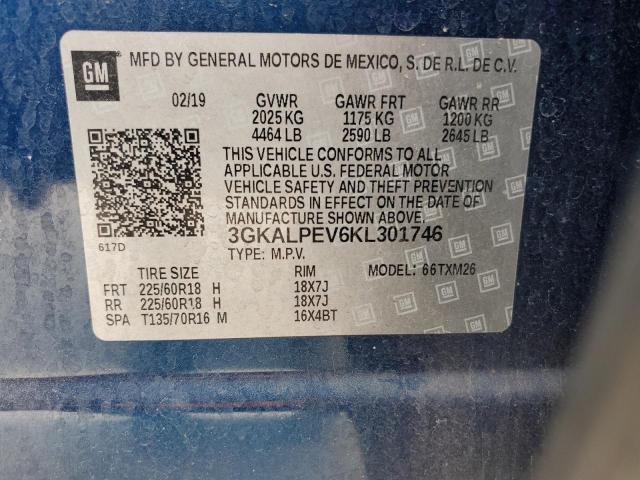 GM
MFD BY GENERAL MOTORS DE MEXICO, S. DE R.L. DE C.V.
02/19 GVWR GAWR FRT GAWR RR
2025 KG 1175 KG 1200 KG
4464 LB 2590 LB 2645 LB
THIS VEHICLE CONFORMS TO ALL
APPLICABLE U.S. FEDERAL MOTOR
VEHICLE SAFETY AND THEFT PREVENTION
STANDARDS IN EFFECT ON THE DATE OF
MANUFACTURE SHOWN ABOVE.
617D
3GKALPEV6KL301746
TYPE: M.P.V. MODEL: 66TXM26
TIRE SIZE RIM
FRT 225/60R18 H 18X7J
RR 225/60R18 H 18X7J
SPA T135/70R16 M 16X4BT